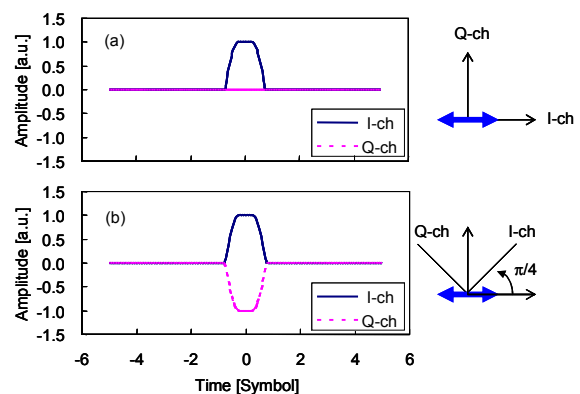 (a)
Amplitude [a.u.]
1.5
1.0
0.5
0.0
-0.5
-1.0
-1.5
I-ch
Q-ch
Q-ch
I-ch
(b)
Amplitude [a.u.]
1.5
1.0
0.5
0.0
-0.5
-1.0
-1.5
I-ch
Q-ch
-6
-4
-2
0
2
4
6
Time [Symbol]
Q-ch
I-ch
π/4